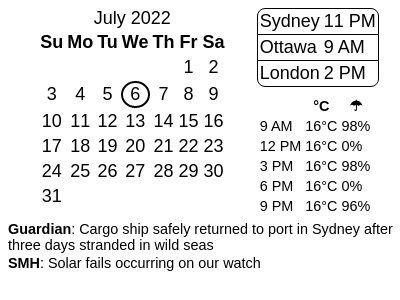 July 2022
Su Mo Tu We Th Fr Sa
1 2
3 4 5 6 7 8 9
10 11 12 13 14 15 16
17 18 19 20 21 22 23
24 25 26 27 28 29 30
31
Sydney 11 PM
Ottawa 9 AM
London 2 PM
°C ☂
9 AM 16°C 98%
12 PM 16°C 0%
3 PM 16°C 98%
6 PM 16°C 0%
9 PM 16°C 96%
Guardian: Cargo ship safely returned to port in Sydney after
three days stranded in wild seas
SMH: Solar fails occurring on our watch